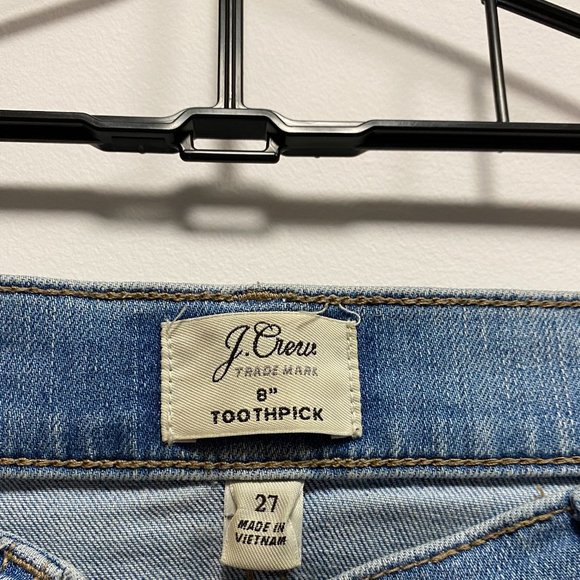 J.Crew
TRADE MARK
8"
TOOTHPICK
27
MADE IN
VIETNAM